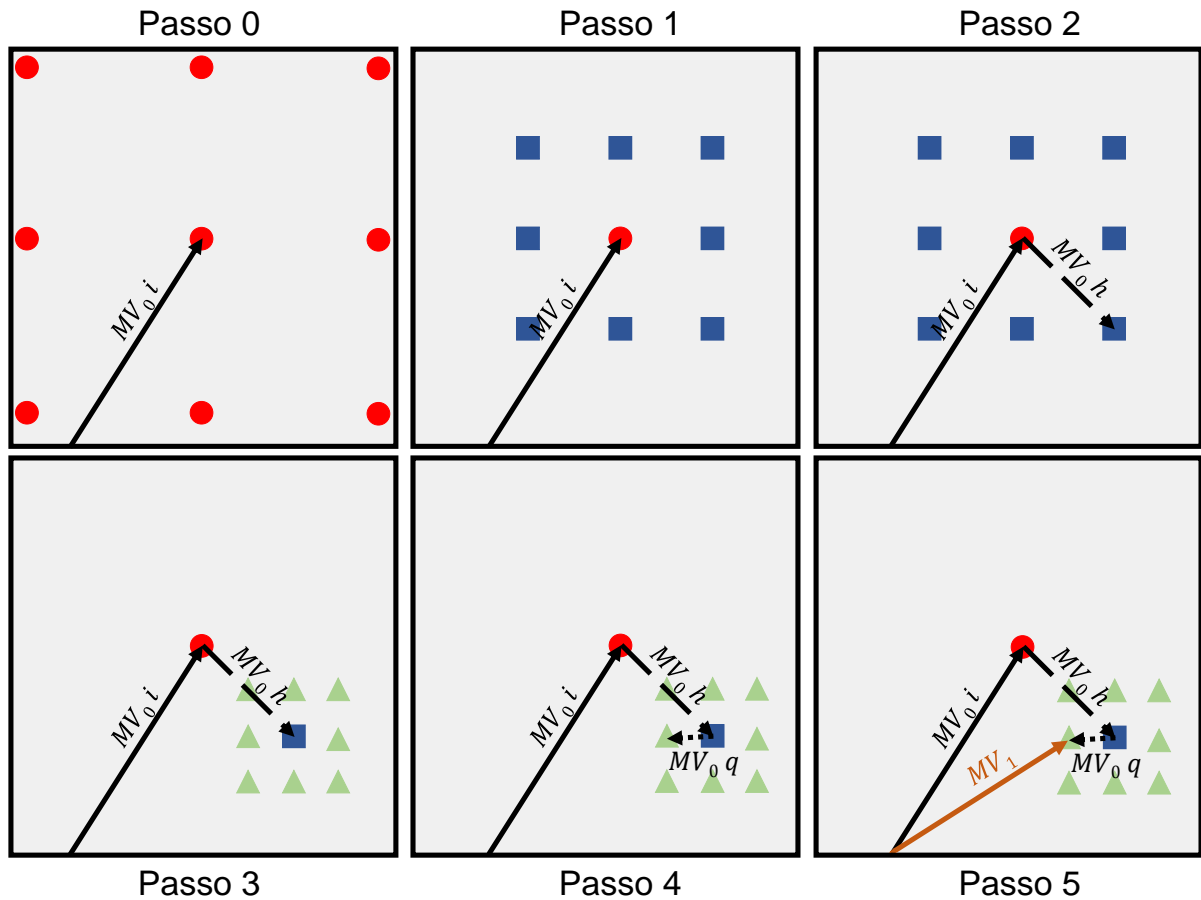 Passo 0
Passo 1
Passo 2
MV₀ i
MV₀ i
MV₀ i
MV₀ h
MV₀ i
MV₀ h
MV₀ i
MV₀ h
MV₀ q
MV₀ i
MV₀ h
MV₀ q
MV₁
Passo 3
Passo 4
Passo 5